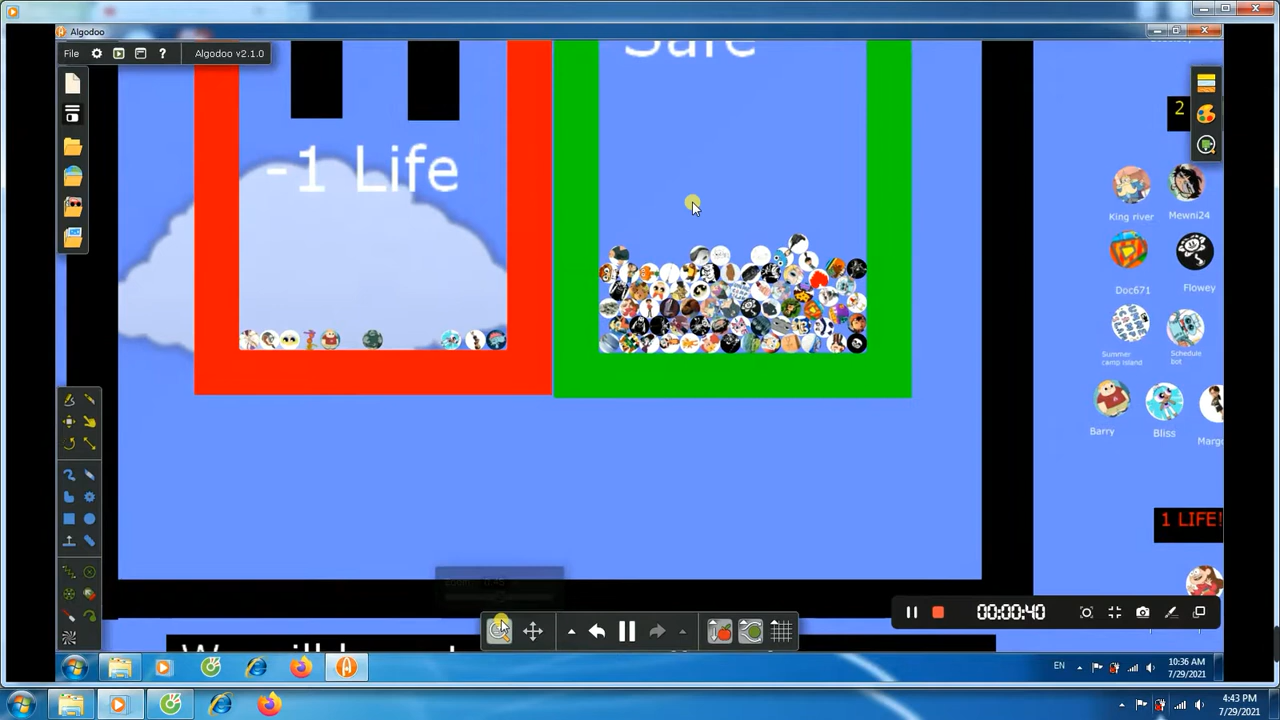 Algodoo
File
?
Algodoo v2.1.0
Safe
-1 Life
2
King river
Mewni24
Doc671
Flowey
Summer
camp island
Schedule
bot
Barry
Bliss
1 LIFE!
00:00:40
EN
10:36 AM
7/29/2021
4:43 PM
7/29/2021